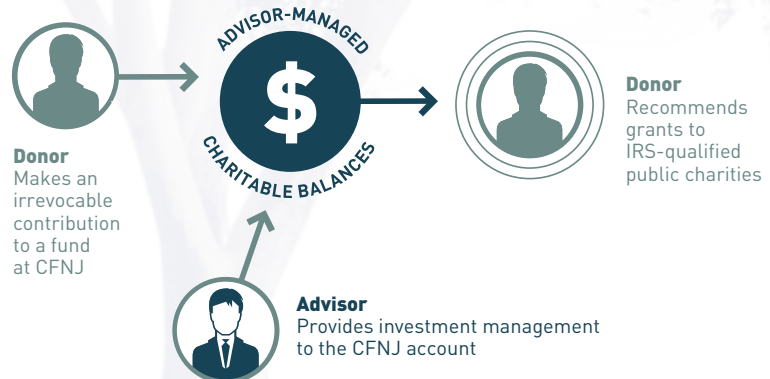 ADVISOR-MANAGED
$
CHARITABLE BALANCES
Donor
Makes an
irrevocable
contribution
to a fund
at CFNJ
Donor
Recommends
grants to
IRS-qualified
public charities
Advisor
Provides investment management
to the CFNJ account